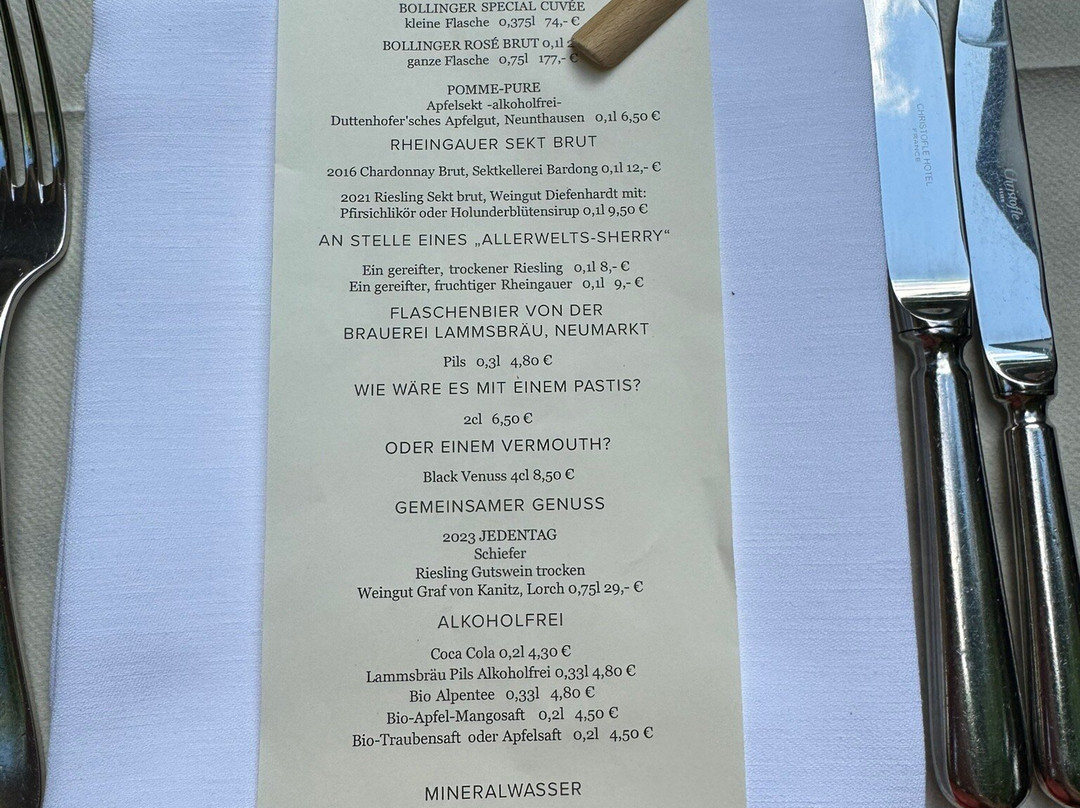 BOLLINGER SPECIAL CUVÉE
kleine Flasche 0,375l 74,- €
BOLLINGER ROSÉ BRUT 0,1l
ganze Flasche 0,75l 177,- €
POMME-PURE
Apfelsekt -alkoholfrei-
Duttenhofer'sches Apfelgut, Neunthausen 0,1l 6,50 €
RHEINGAUER SEKT BRUT
2016 Chardonnay Brut, Sektkellerei Bardong 0,1l 12,- €
2021 Riesling Sekt brut, Weingut Diefenhardt mit:
Pfirsichlikör oder Holunderblütensirup 0,1l 9,50 €
AN STELLE EINES „ALLERWELTS-SHERRY“
Ein gereifter, trockener Riesling 0,1l 8,- €
Ein gereifter, fruchtiger Rheingauer 0,1l 9,- €
FLASCHENBIER VON DER
BRAUEREI LAMMSBRÄU, NEUMARKT
Pils 0,3l 4,80 €
WIE WÄRE ES MIT EINEM PASTIS?
2cl 6,50 €
ODER EINEM VERMOUTH?
Black Venuss 4cl 8,50 €
GEMEINSAMER GENUSS
2023 JEDENTAG
Schiefer
Riesling Gutswein trocken
Weingut Graf von Kanitz, Lorch 0,75l 29,- €
ALKOHOLFREI
Coca Cola 0,2l 4,30 €
Lammsbräu Pils Alkoholfrei 0,33l 4,80 €
Bio Alpentee 0,33l 4,80 €
Bio-Apfel-Mangosaft 0,2l 4,50 €
Bio-Traubensaft oder Apfelsaft 0,2l 4,50 €
MINERALWASSER
CHRISTOFLE HOTEL
FRANCE
Christofle